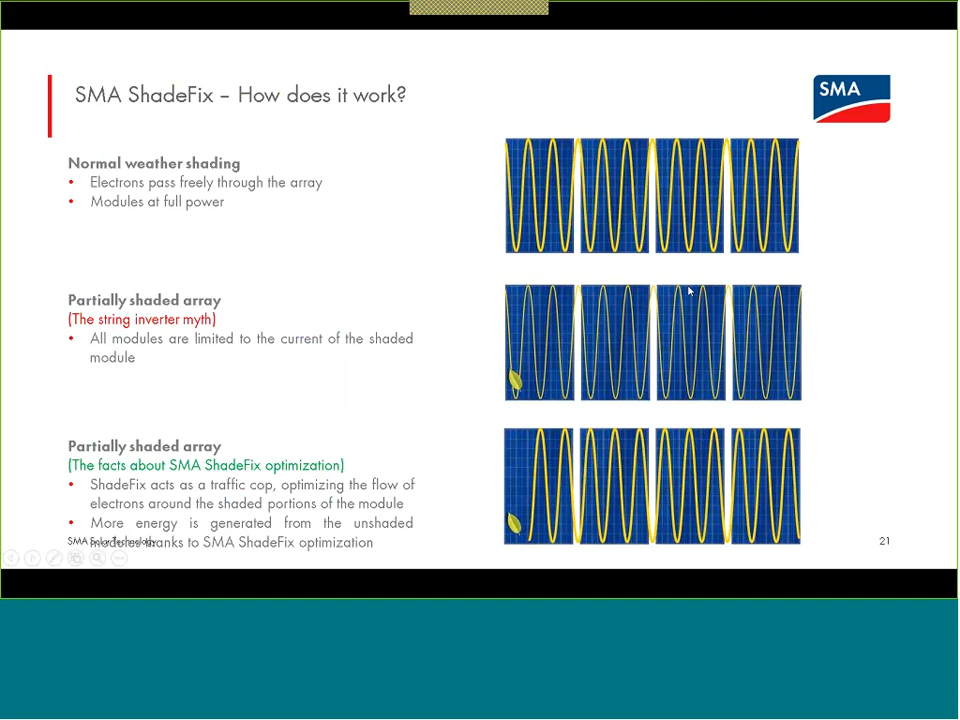 SMA ShadeFix – How does it work?
SMA
Normal weather shading
• Electrons pass freely through the array
• Modules at full power
Partially shaded array
(The string inverter myth)
• All modules are limited to the current of the shaded
module
Partially shaded array
(The facts about SMA ShadeFix optimization)
• ShadeFix acts as a traffic cop, optimizing the flow of
electrons around the shaded portions of the module
• More energy is generated from the unshaded
modules thanks to SMA ShadeFix optimization
SMA Solar Technology
21